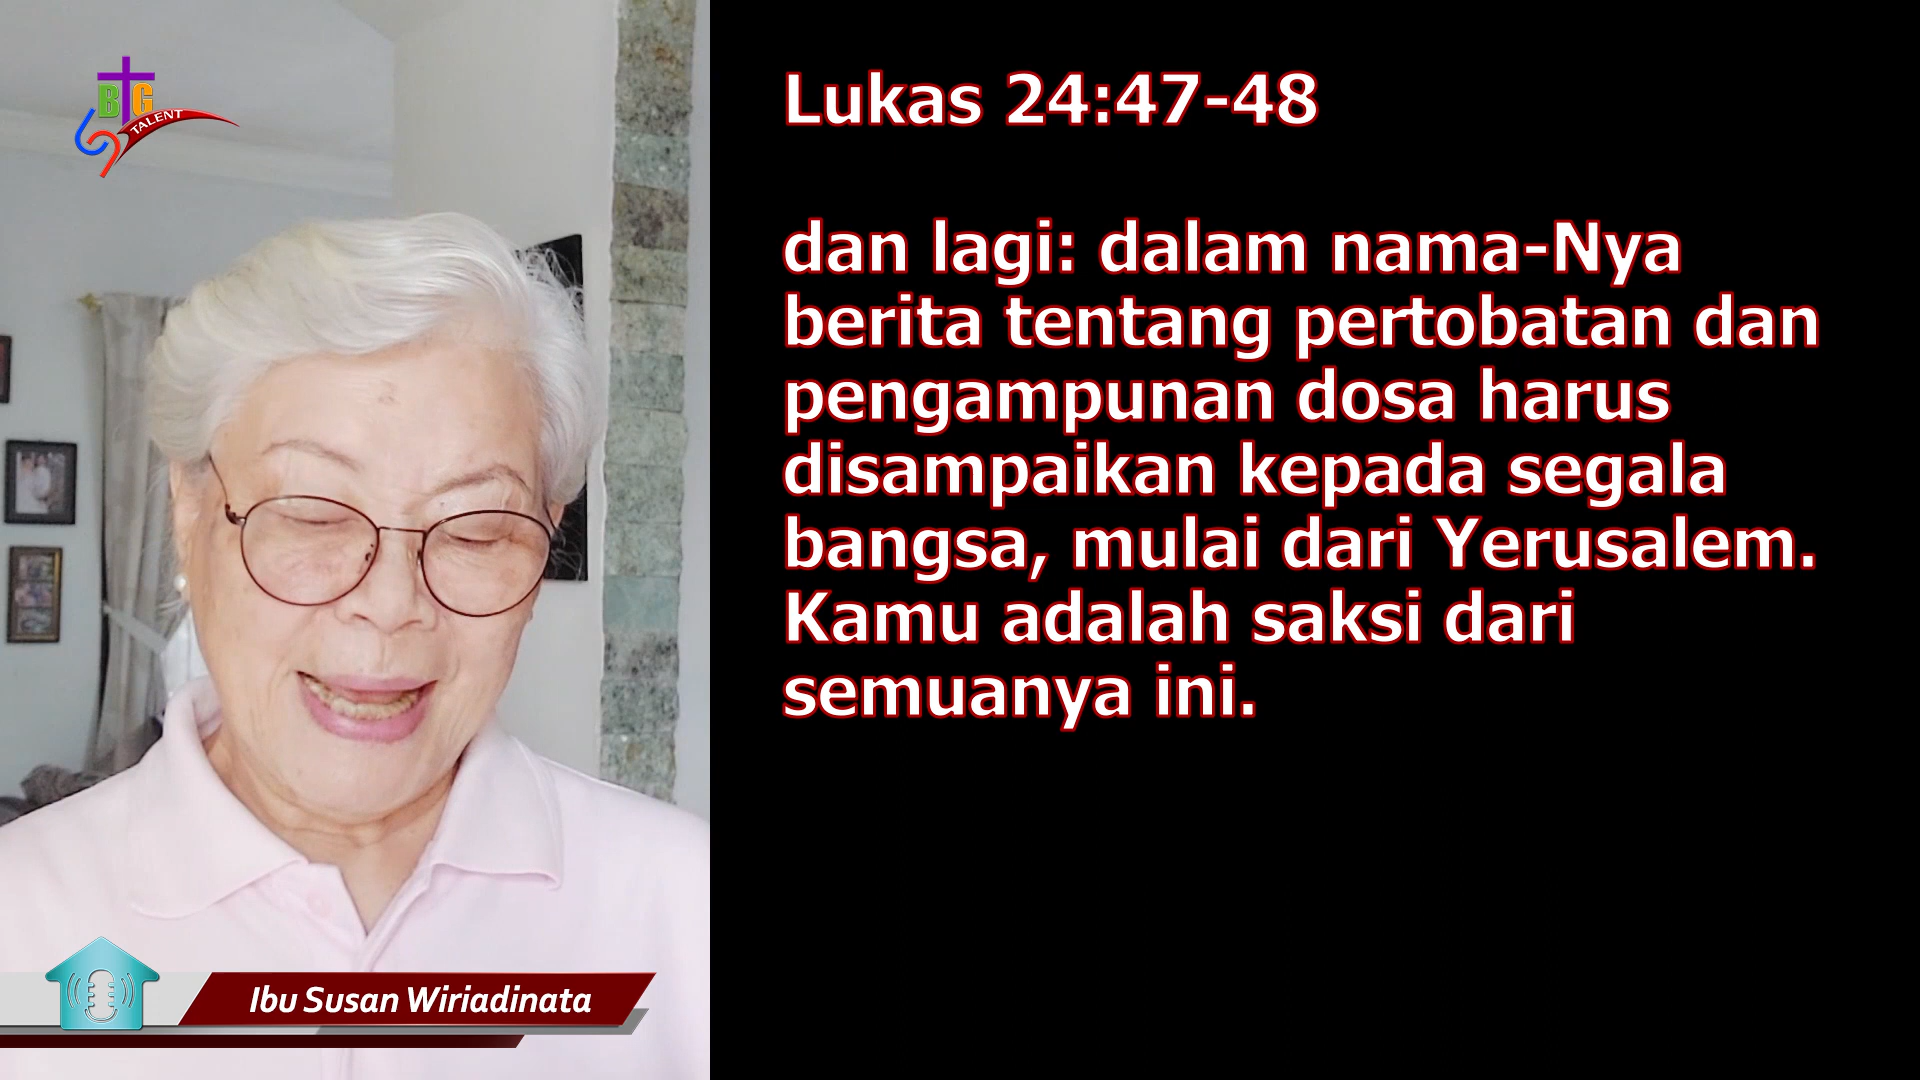 BTG
TALENT
Lukas 24:47-48
dan lagi: dalam nama-Nya
berita tentang pertobatan dan
pengampunan dosa harus
disampaikan kepada segala
bangsa, mulai dari Yerusalem.
Kamu adalah saksi dari
semuanya ini.
Ibu Susan Wiriadinata